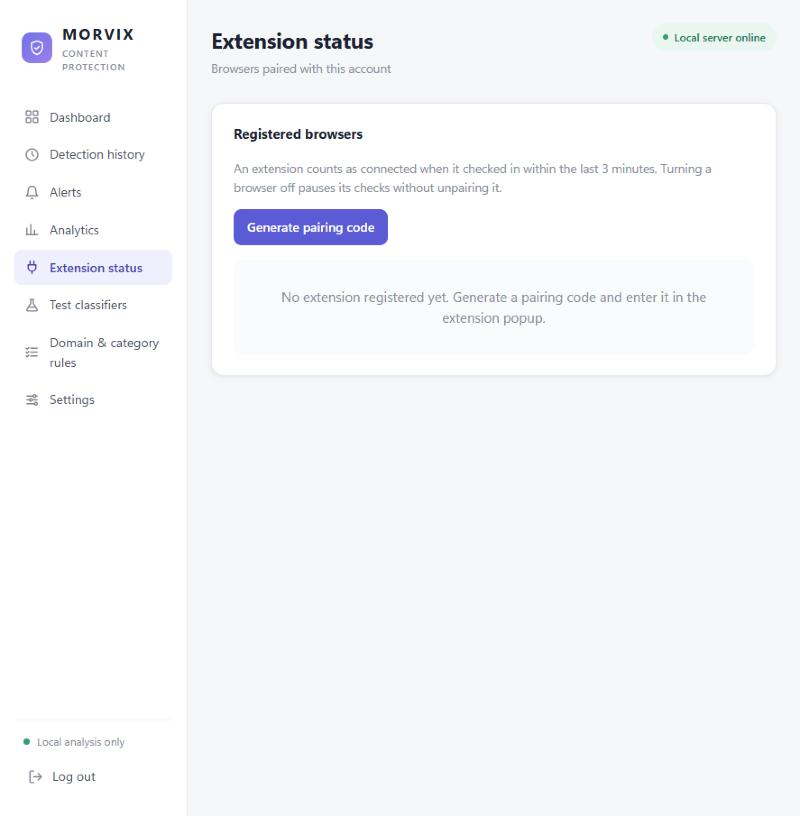 MORVIX
CONTENT
PROTECTION
Dashboard
Detection history
Alerts
Analytics
Extension status
Test classifiers
Domain & category
rules
Settings
Local analysis only
Log out
Extension status
Local server online
Browsers paired with this account
Registered browsers
An extension counts as connected when it checked in within the last 3 minutes. Turning a
browser off pauses its checks without unpairing it.
Generate pairing code
No extension registered yet. Generate a pairing code and enter it in the
extension popup.